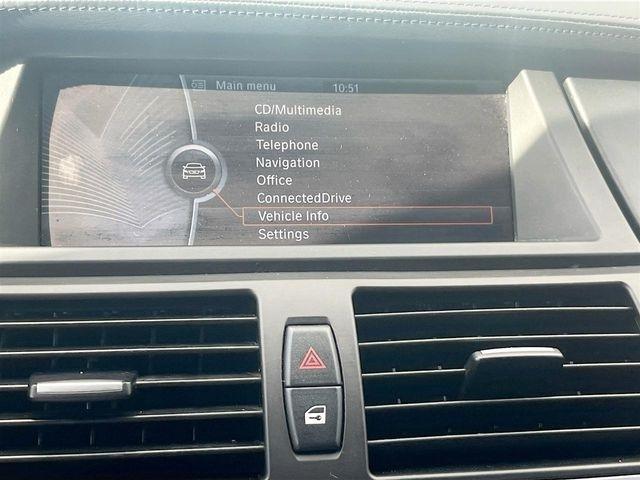 Main menu 10:51
CD/Multimedia
Radio
Telephone
Navigation
Office
ConnectedDrive
Vehicle Info
Settings